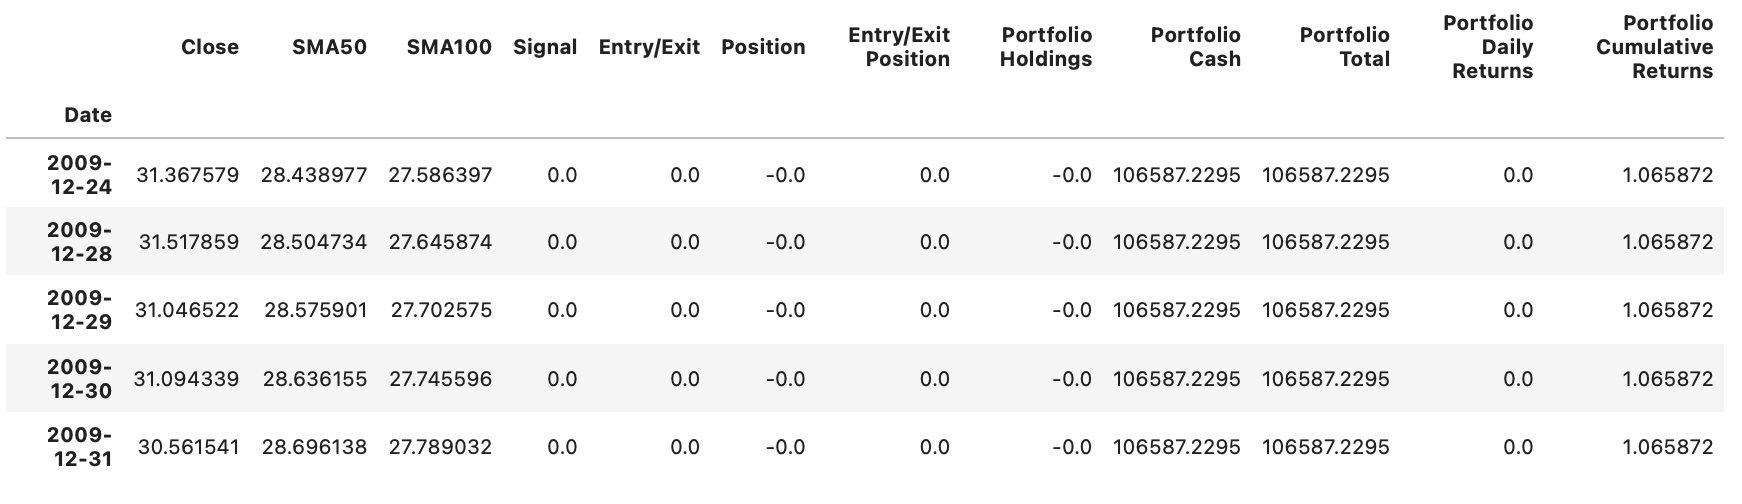 Close SMA50 SMA100 Signal Entry/Exit Position Entry/Exit Position Portfolio Holdings Portfolio Cash Portfolio Total Portfolio Daily Returns Portfolio Cumulative Returns
Date
2009-12-24 31.367579 28.438977 27.586397 0.0 0.0 -0.0 0.0 -0.0 106587.2295 106587.2295 0.0 1.065872
2009-12-28 31.517859 28.504734 27.645874 0.0 0.0 -0.0 0.0 -0.0 106587.2295 106587.2295 0.0 1.065872
2009-12-29 31.046522 28.575901 27.702575 0.0 0.0 -0.0 0.0 -0.0 106587.2295 106587.2295 0.0 1.065872
2009-12-30 31.094339 28.636155 27.745596 0.0 0.0 -0.0 0.0 -0.0 106587.2295 106587.2295 0.0 1.065872
2009-12-31 30.561541 28.696138 27.789032 0.0 0.0 -0.0 0.0 -0.0 106587.2295 106587.2295 0.0 1.065872